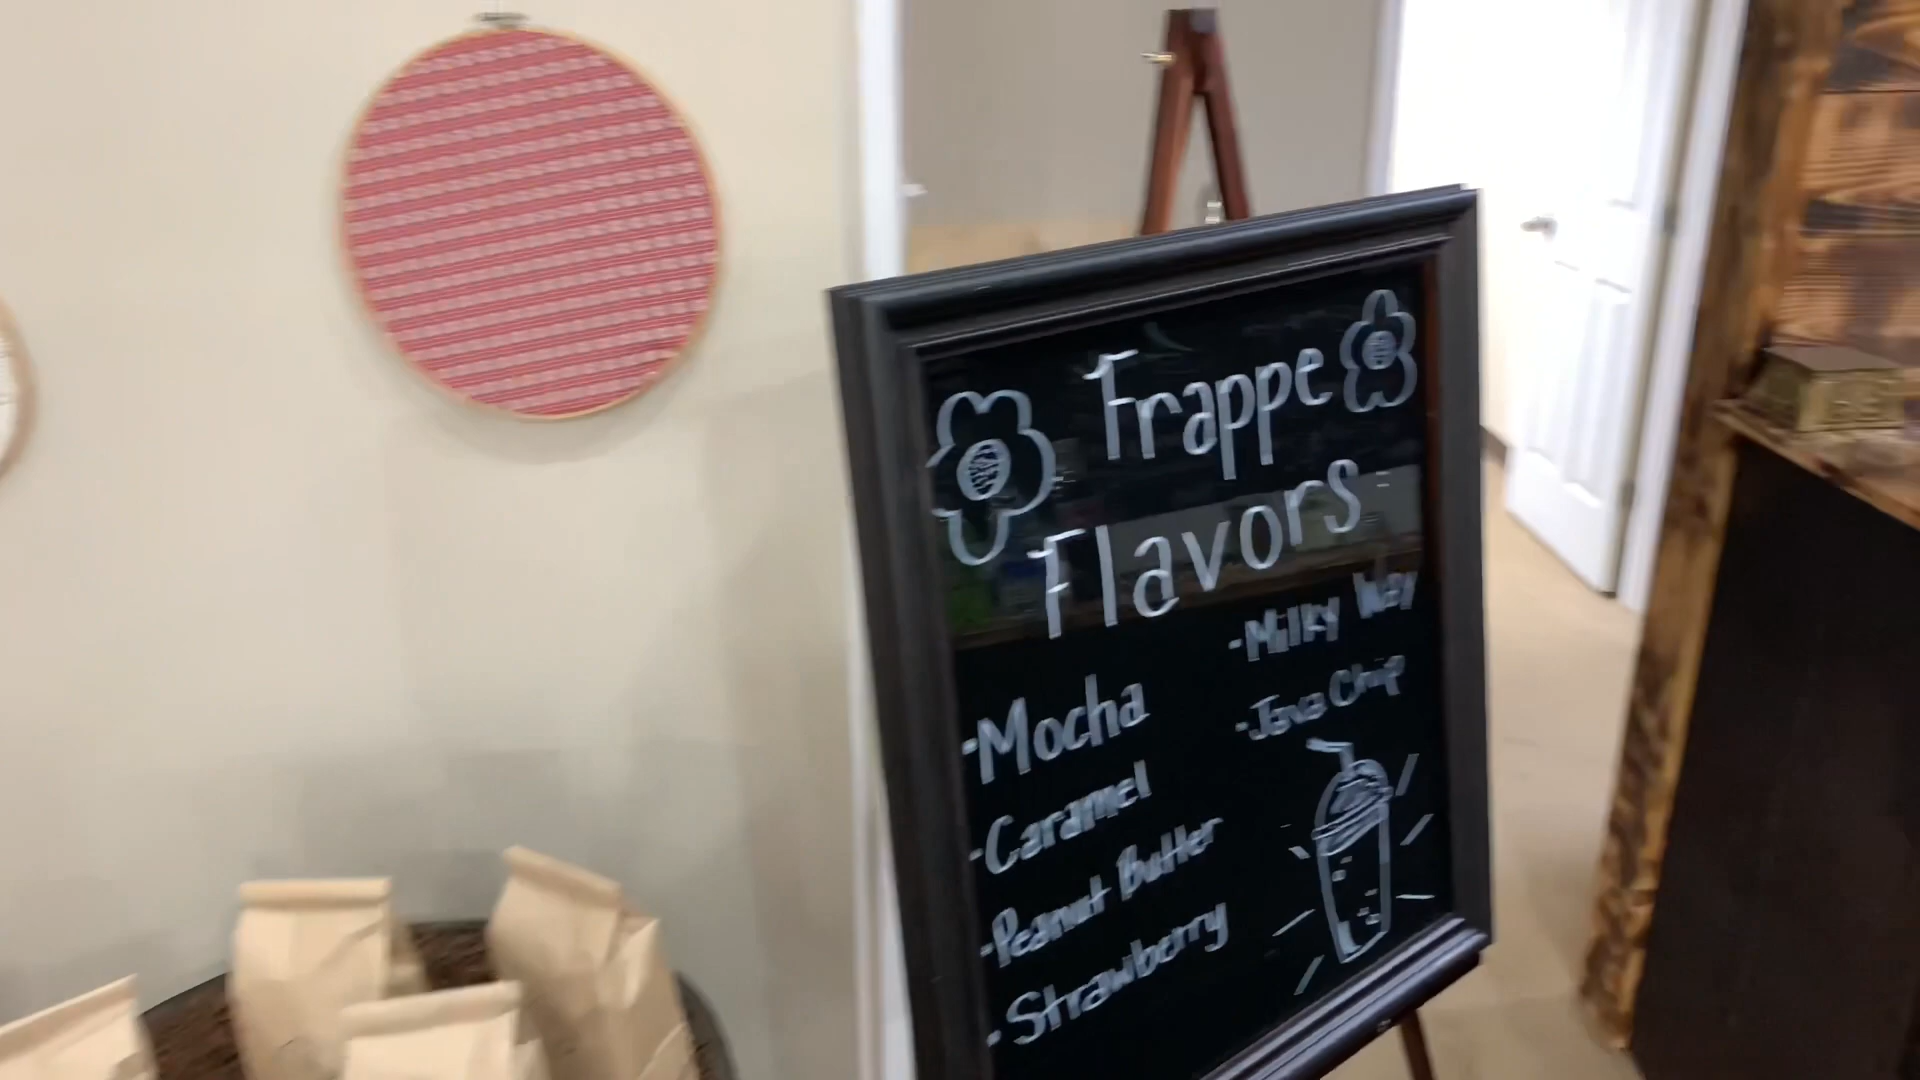 Frappe
Flavors
-Mocha
-Caramel
-Peanut Butter
-Strawberry
-Milky Way
-Java Chip